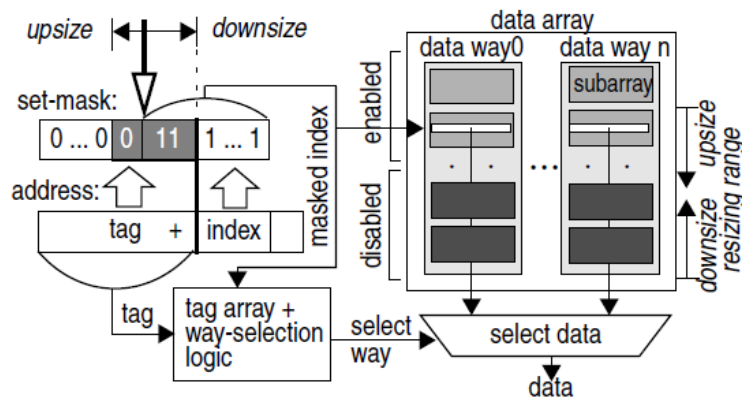 upsize
downsize
set-mask:
0 ... 0 0 11 1 ... 1
address:
tag + index
masked index
tag
tag array +
way-selection
logic
select
way
data array
data way0
data way n
subarray
enabled
. . ... . .
disabled
upsize
downsize
resizing range
select data
data